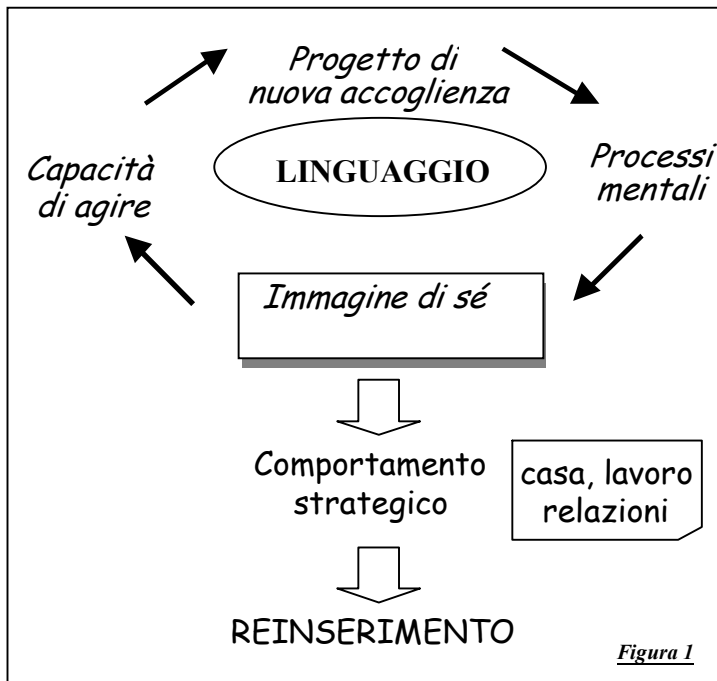 Progetto di
nuova accoglienza
LINGUAGGIO
Capacità
di agire
Processi
mentali
Immagine di sé
Comportamento
strategico
casa, lavoro
relazioni
REINSERIMENTO
Figura 1